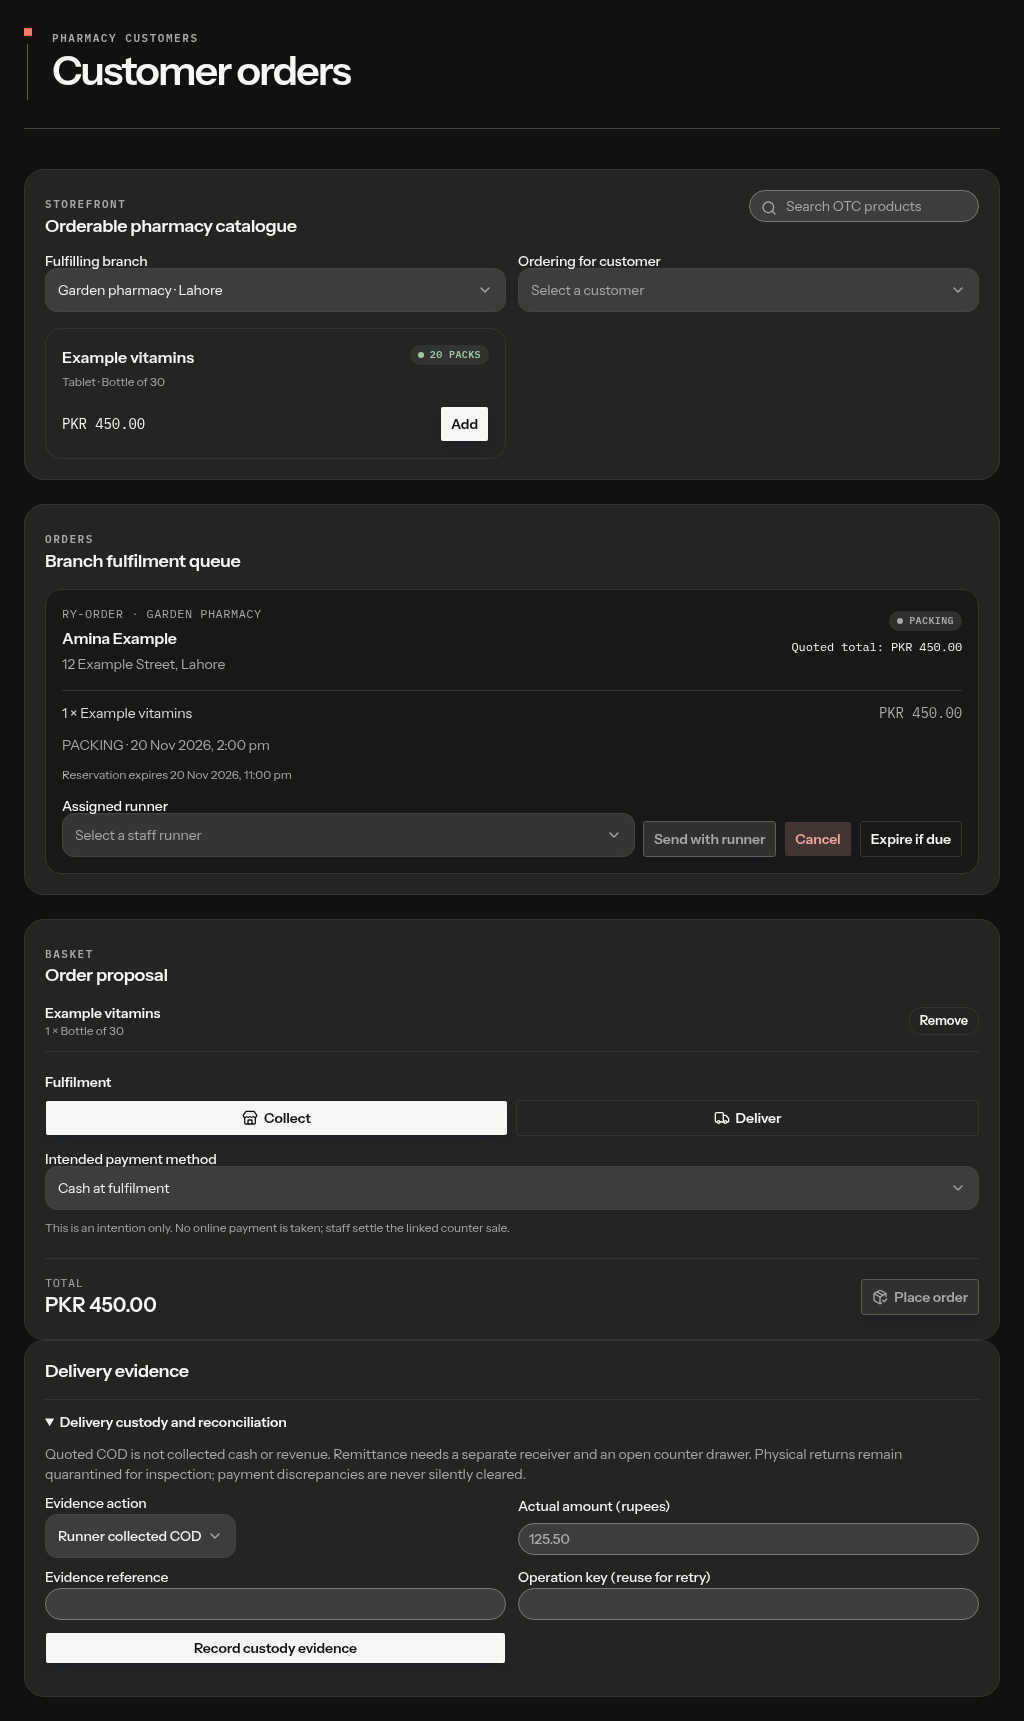 PHARMACY CUSTOMERS
Customer orders
STOREFRONT
Orderable pharmacy catalogue
Search OTC products
Fulfilling branch
Garden pharmacy · Lahore
Ordering for customer
Select a customer
Example vitamins
20 PACKS
Tablet · Bottle of 30
PKR 450.00
Add
ORDERS
Branch fulfilment queue
RY-ORDER · GARDEN PHARMACY
Amina Example
12 Example Street, Lahore
PACKING
Quoted total: PKR 450.00
1 × Example vitamins
PKR 450.00
PACKING · 20 Nov 2026, 2:00 pm
Reservation expires 20 Nov 2026, 11:00 pm
Assigned runner
Select a staff runner
Send with runner
Cancel
Expire if due
BASKET
Order proposal
Example vitamins
1 × Bottle of 30
Remove
Fulfilment
Collect
Deliver
Intended payment method
Cash at fulfilment
This is an intention only. No online payment is taken; staff settle the linked counter sale.
TOTAL
PKR 450.00
Place order
Delivery evidence
Delivery custody and reconciliation
Quoted COD is not collected cash or revenue. Remittance needs a separate receiver and an open counter drawer. Physical returns remain
quarantined for inspection; payment discrepancies are never silently cleared.
Evidence action
Runner collected COD
Actual amount (rupees)
125.50
Evidence reference
Operation key (reuse for retry)
Record custody evidence